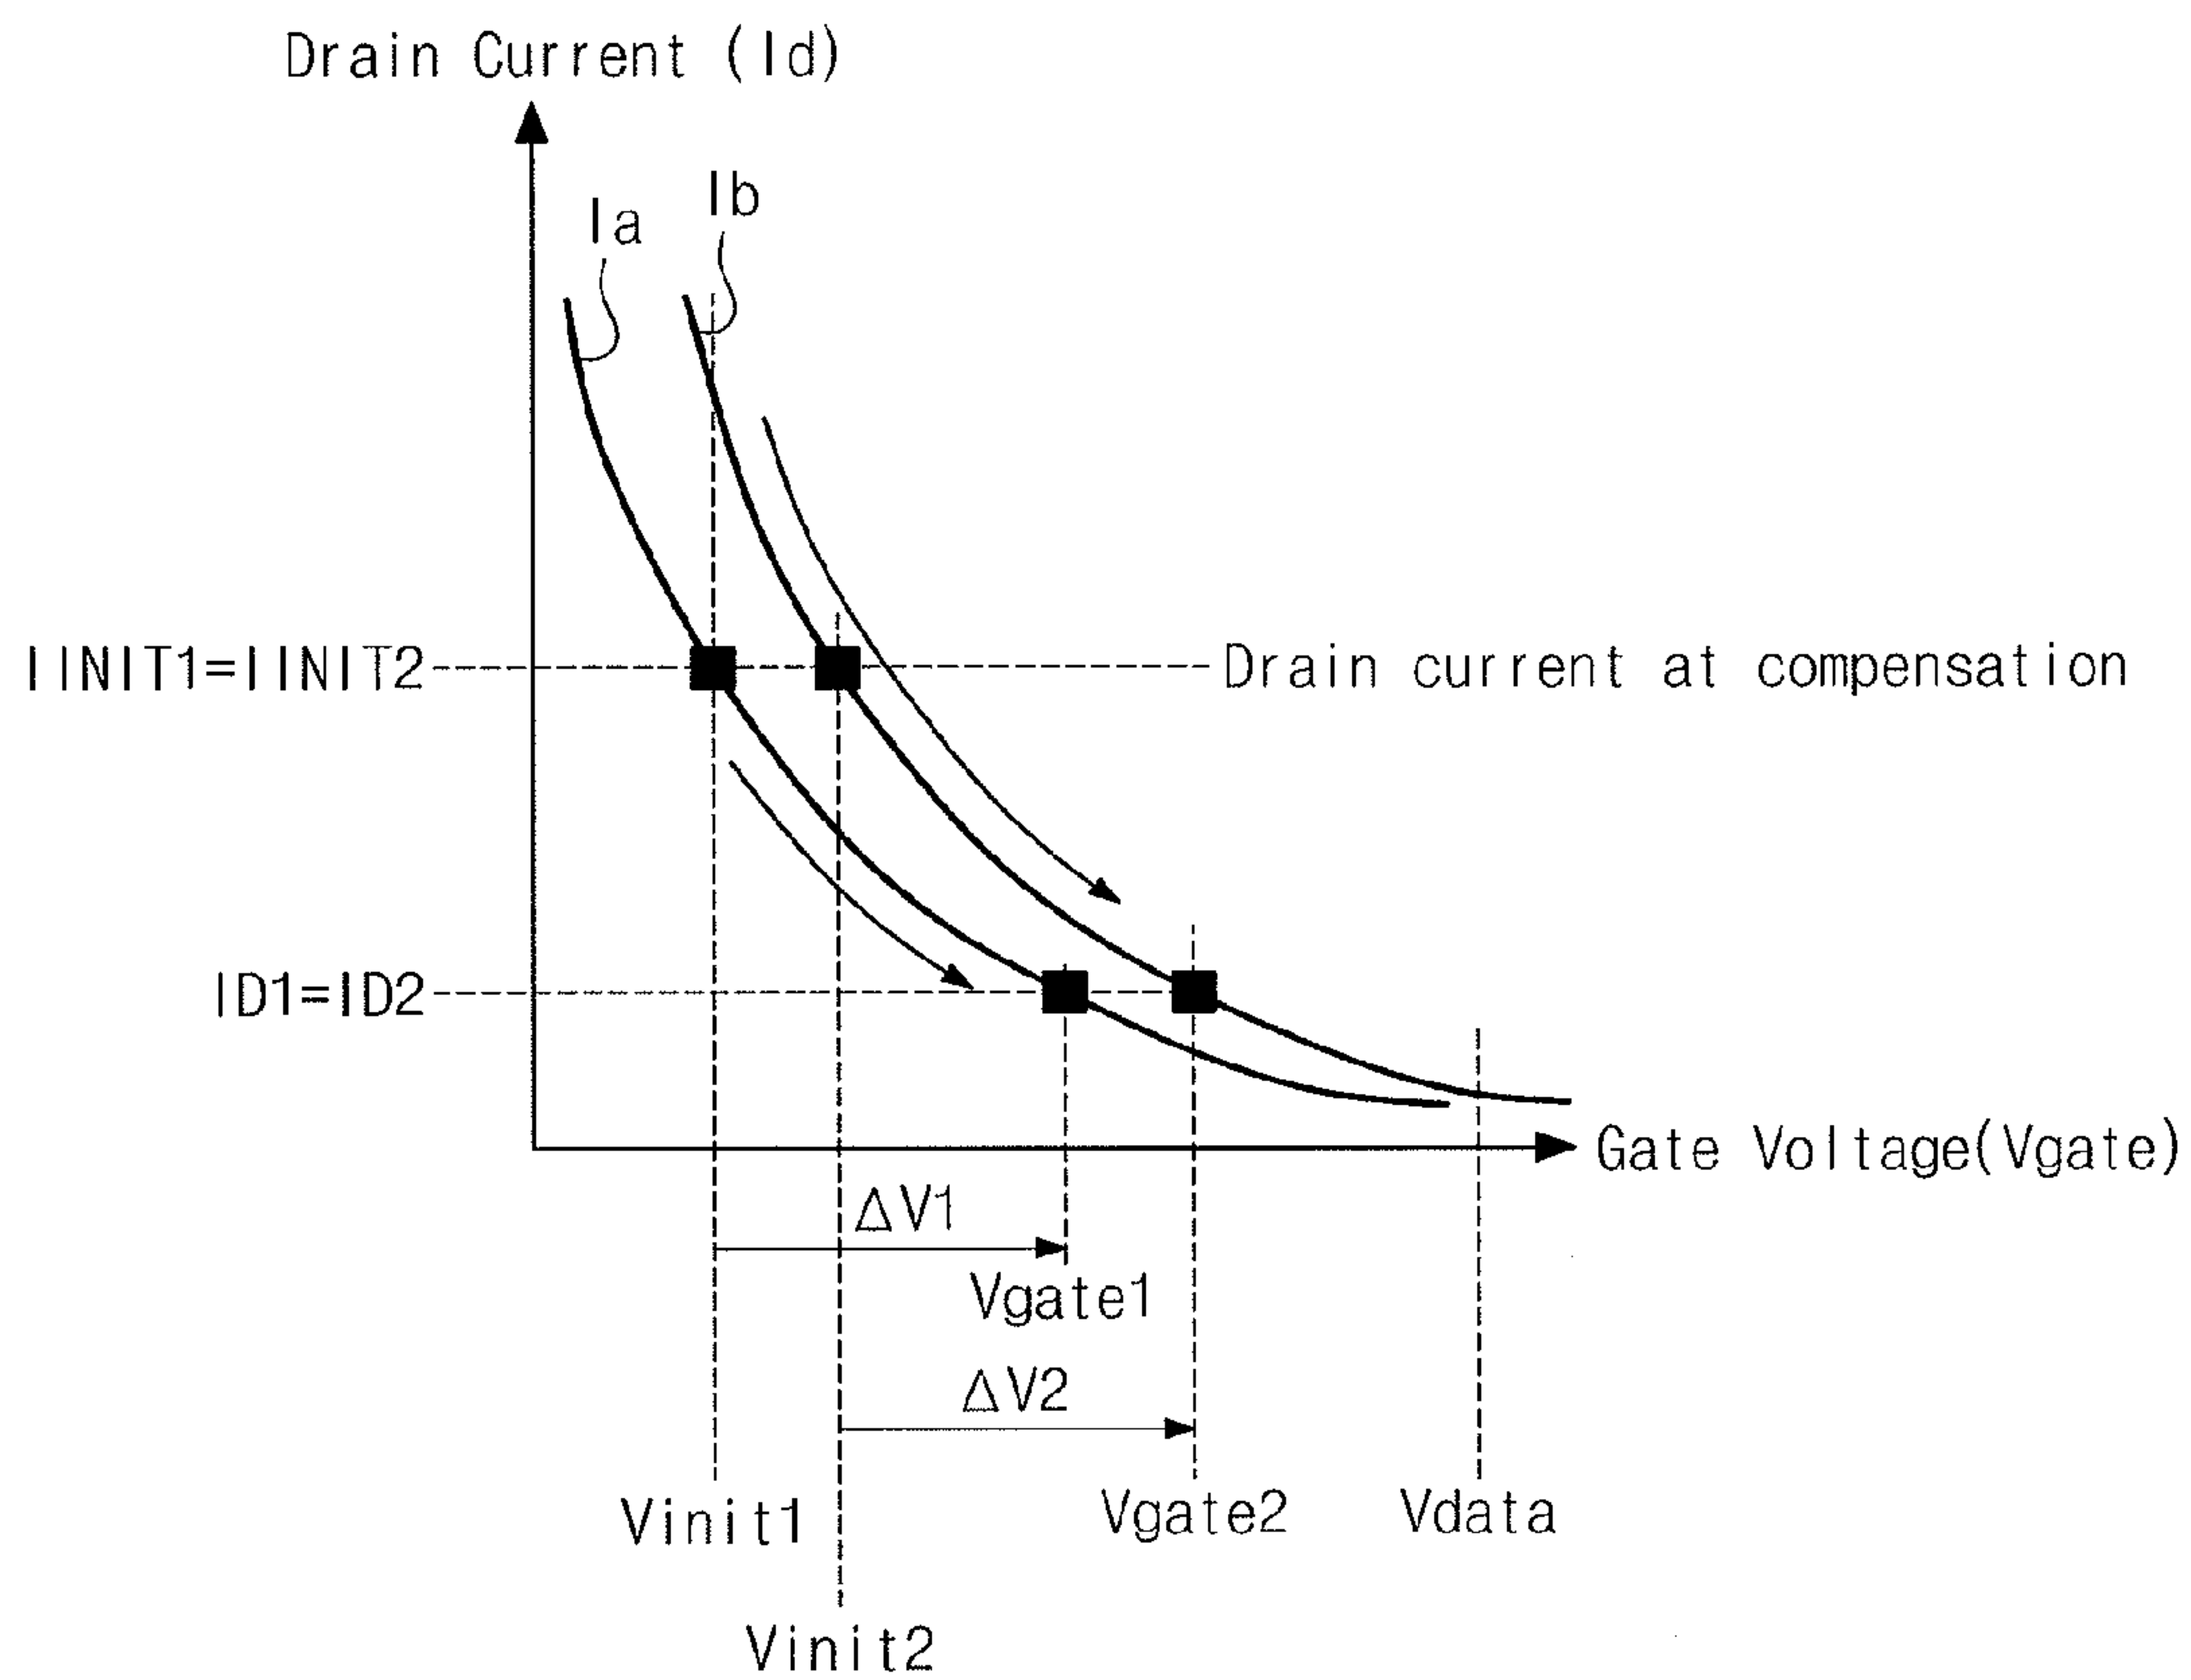 Drain Current (Id)
Ia
Ib
IINIT1=IINIT2
Drain current at compensation
ID1=ID2
Gate Voltage(Vgate)
ΔV1
Vgate1
ΔV2
Vinit1
Vgate2
Vdata
Vinit2